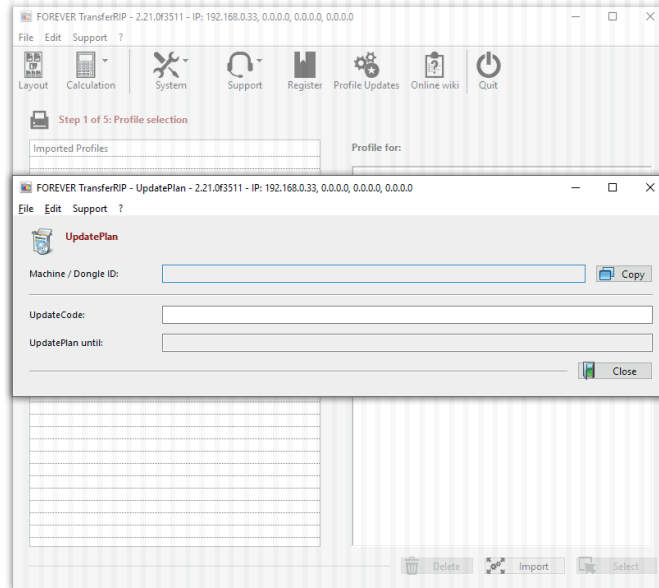 FOREVER TransferRIP - 2.21.0f3511 - IP: 192.168.0.33, 0.0.0.0, 0.0.0.0, 0.0.0.0
File Edit Support ?
Layout Calculation System Support Register Profile Updates Online wiki Quit
Step 1 of 5: Profile selection
Imported Profiles
Profile for:
FOREVER TransferRIP - UpdatePlan - 2.21.0f3511 - IP: 192.168.0.33, 0.0.0.0, 0.0.0.0, 0.0.0.0
File Edit Support ?
UpdatePlan
Machine / Dongle ID:
Copy
UpdateCode:
UpdatePlan until:
Close
Delete Import Select